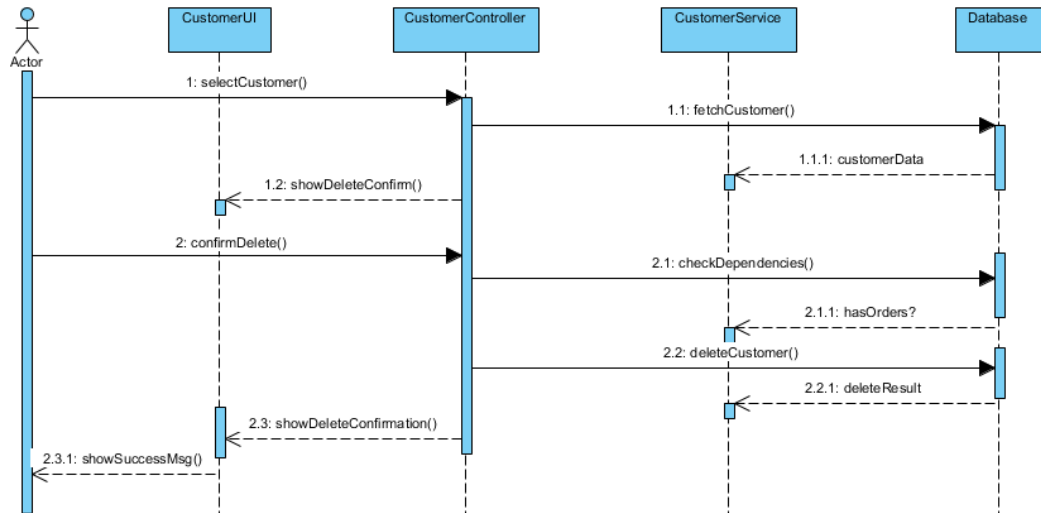 CustomerUI
CustomerController
CustomerService
Database
Actor
1: selectCustomer()
1.1: fetchCustomer()
1.1.1: customerData
1.2: showDeleteConfirm()
2: confirmDelete()
2.1: checkDependencies()
2.1.1: hasOrders?
2.2: deleteCustomer()
2.2.1: deleteResult
2.3: showDeleteConfirmation()
2.3.1: showSuccessMsg()